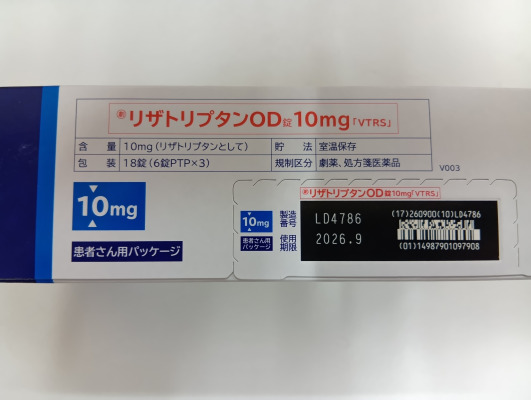 劇 リザトリプタンOD錠10mg「VTRS」
含 量 10mg(リザトリプタンとして) 貯 法 室温保存
包 装 18錠(6錠PTP×3) 規制区分 劇薬、処方箋医薬品
V003
10mg
患者さん用パッケージ
劇 リザトリプタンOD錠10mg「VTRS」
10mg
患者さん用
パッケージ
製造
番号 LD4786
使用
期限 2026.9
(17)260900(10)LD4786
(01)14987901097908